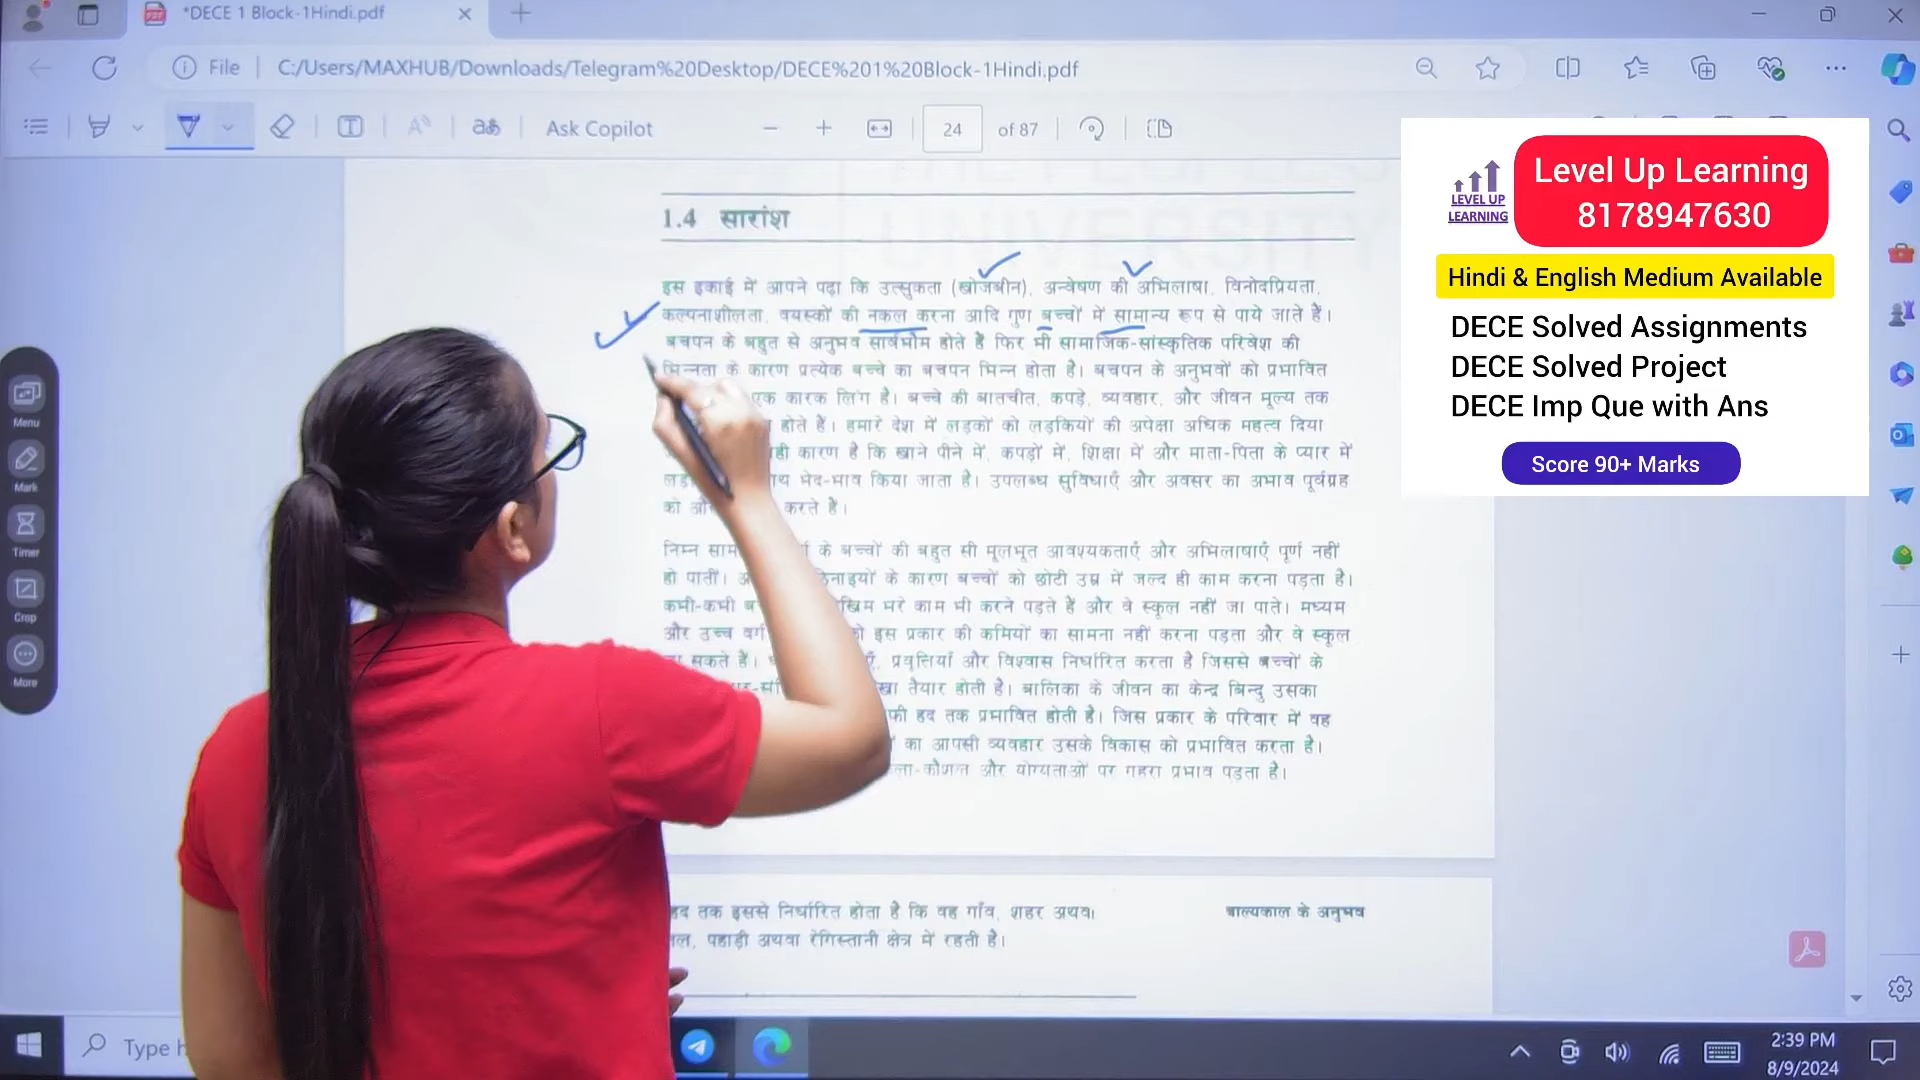 *DECE 1 Block-1Hindi.pdf
File
C:/Users/MAXHUB/Downloads/Telegram%20Desktop/DECE%201%20Block-1Hindi.pdf
Ask Copilot
24 of 87
Level Up Learning
8178947630
LEVEL UP
LEARNING
Hindi & English Medium Available
DECE Solved Assignments
DECE Solved Project
DECE Imp Que with Ans
Score 90+ Marks
UNIVERSITY
1.4 सारांश
इस इकाई में आपने पढ़ा कि उत्सुकता (खोजबीन), अन्वेषण की अभिलाषा, विनोदप्रियता,
कल्पनाशीलता, वयस्कों की नकल करना आदि गुण बच्चों में सामान्य रूप से पाये जाते हैं।
बचपन के बहुत से अनुभव सार्वभौम होते हैं फिर भी सामाजिक-सांस्कृतिक परिवेश की
भिन्नता के कारण प्रत्येक बच्चे का बचपन भिन्न होता है। बचपन के अनुभवों को प्रभावित
एक कारक लिंग है। बच्चे की बातचीत, कपड़े, व्यवहार, और जीवन मूल्य तक
होते हैं। हमारे देश में लड़कों को लड़कियों की अपेक्षा अधिक महत्व दिया
कारण है कि खाने पीने में, कपड़ों में, शिक्षा में और माता-पिता के प्यार में
भेद-भाव किया जाता है। उपलब्ध सुविधाएँ और अवसर का अभाव पूर्वग्रह
को करते हैं।
निम्न के बच्चों की बहुत सी मूलभूत आवश्यकताएँ और अभिलाषाएँ पूर्ण नहीं
हो पातीं। के कारण बच्चों को छोटी उम्र में जल्द ही काम करना पड़ता है।
कभी-कभी भरे काम भी करने पड़ते हैं और वे स्कूल नहीं जा पाते। मध्यम
और उच्च वर्ग को इस प्रकार की कमियों का सामना नहीं करना पड़ता और वे स्कूल
सकते हैं। प्रवृत्तियाँ और विश्वास निर्धारित करता है जिससे बच्चों के
तैयार होती है। बालिका के जीवन का केन्द्र बिन्दु उसका
हद तक प्रभावित होती है। जिस प्रकार के परिवार में वह
का आपसी व्यवहार उसके विकास को प्रभावित करता है।
और योग्यताओं पर गहरा प्रभाव पड़ता है।
हद तक इससे निर्धारित होता है कि वह गाँव, शहर अथवा
बाल्यकाल के अनुभव
पहाड़ी अथवा रेगिस्तानी क्षेत्र में रहती है।
Menu
Mark
Timer
Crop
More
Type
2:39 PM
8/9/2024